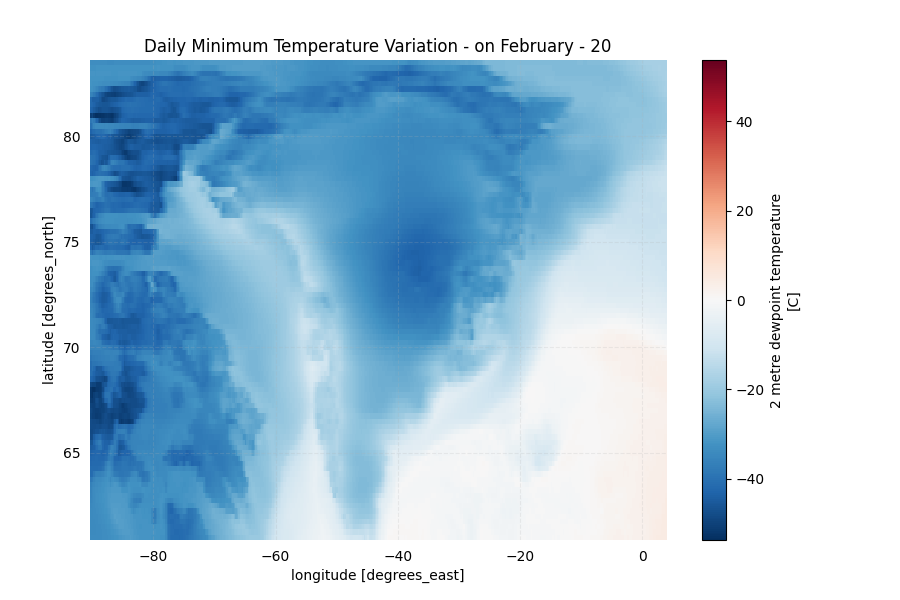 Daily Minimum Temperature Variation - on February - 20
80
75
70
65
latitude [degrees_north]
−80
−60
−40
−20
0
longitude [degrees_east]
40
20
0
−20
−40
2 metre dewpoint temperature
[C]